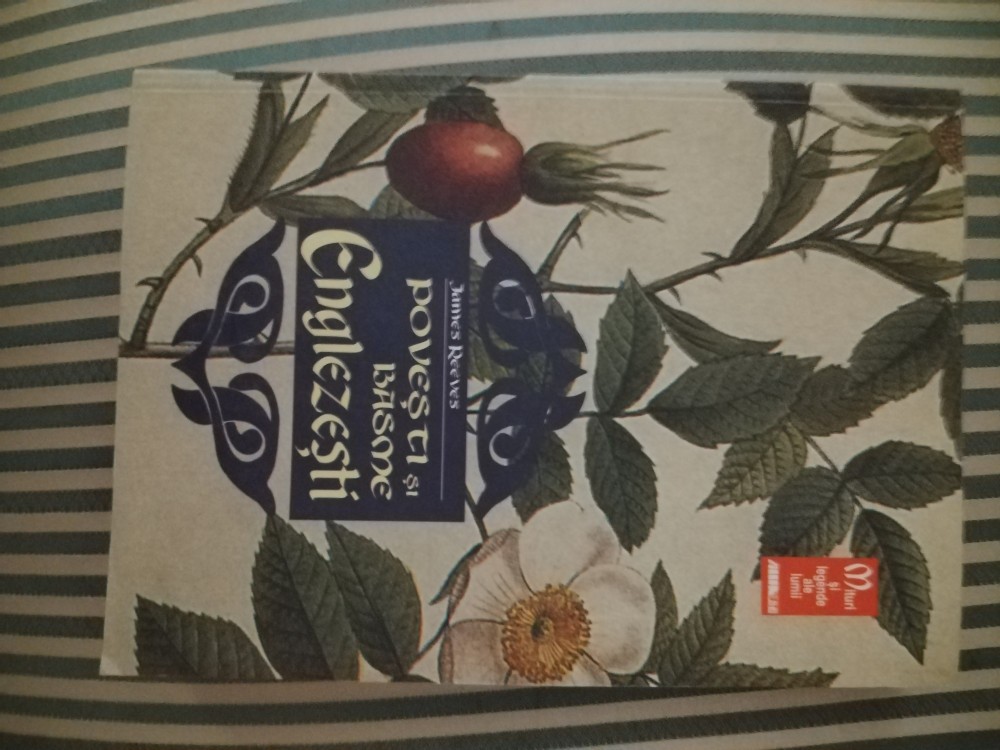 Mituri
și
legende
ale
lumii
James Reeves
Povești și
Basme
Englezești